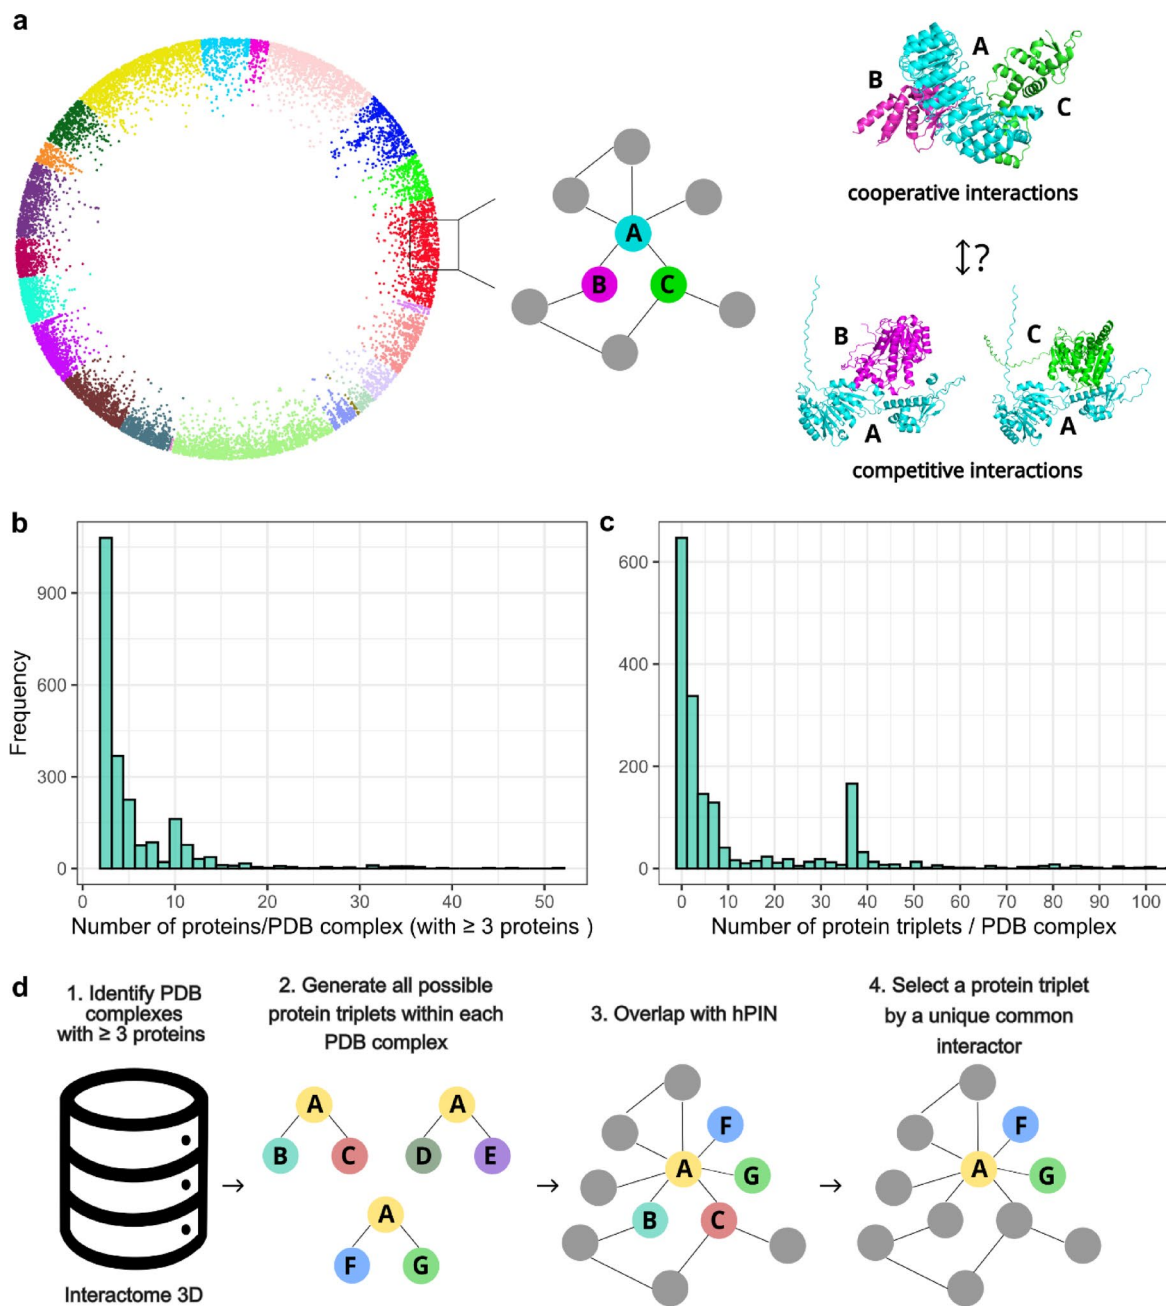 a
A
B
C
cooperative interactions
A
B
C
?
B
C
A
A
competitive interactions
b
Frequency
900
600
300
0
0 10 20 30 40 50
Number of proteins/PDB complex (with ≥ 3 proteins )
c
600
400
200
0
0 10 20 30 40 50 60 70 80 90 100
Number of protein triplets / PDB complex
d
1. Identify PDB
complexes
with ≥ 3 proteins
Interactome 3D
2. Generate all possible
protein triplets within each
PDB complex
A
A
B
C
D
E
A
F
G
3. Overlap with hPIN
F
A
G
B
C
4. Select a protein triplet
by a unique common
interactor
F
A
G